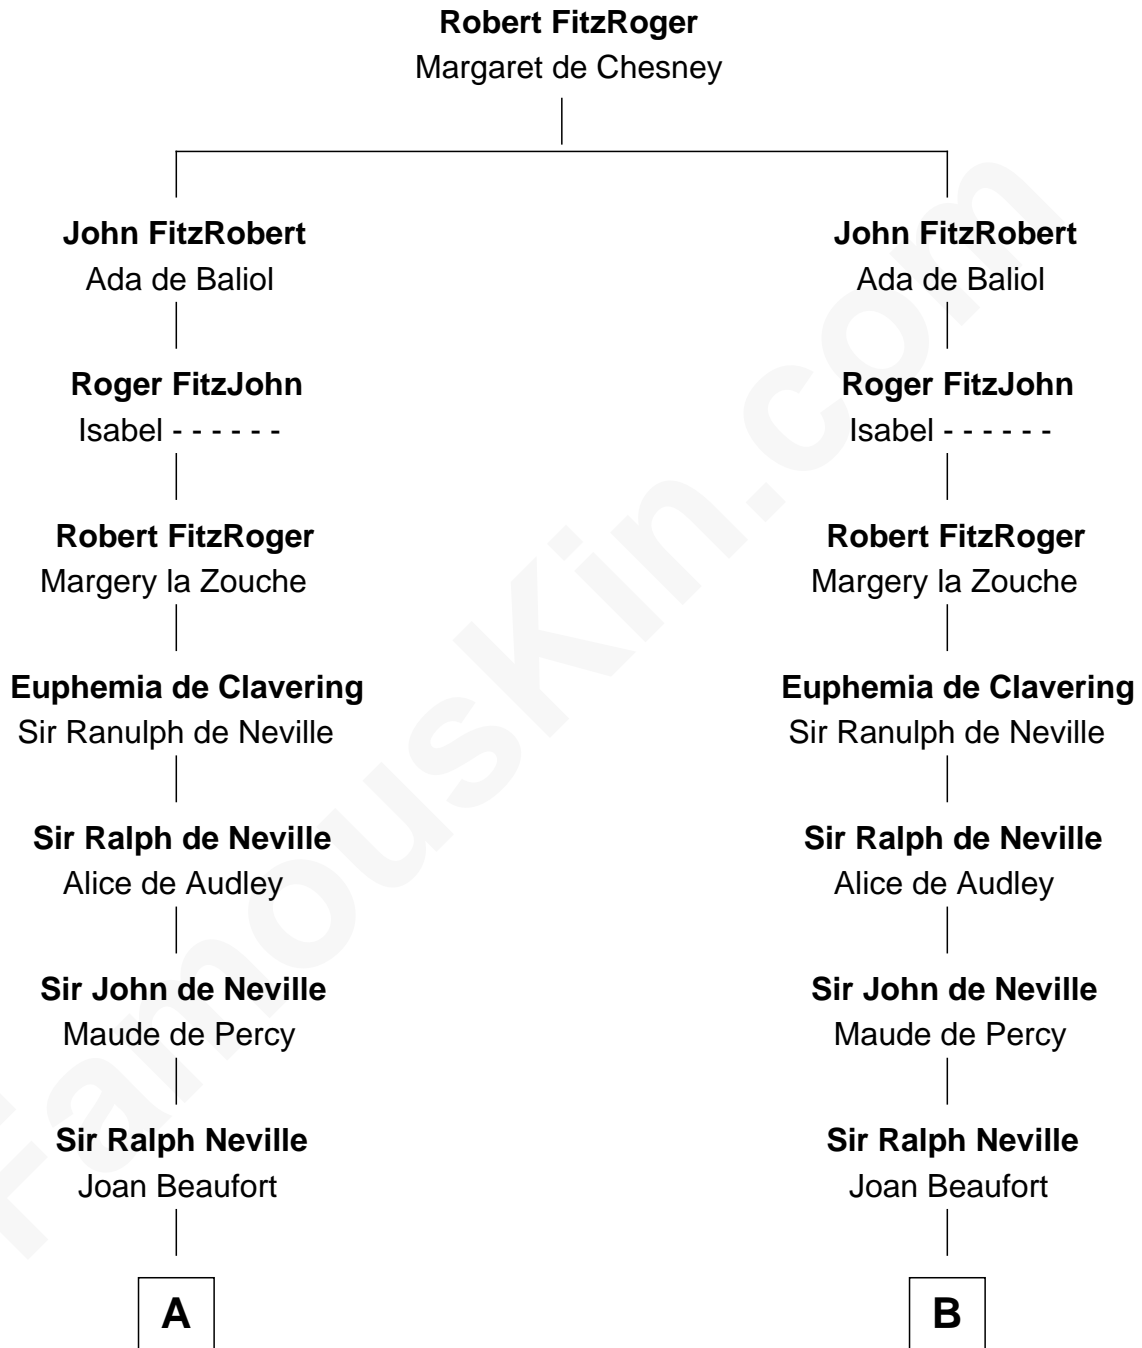 Robert FitzRoger
Margaret de Chesney
John FitzRobert
Ada de Baliol
Roger FitzJohn
Isabel - - - - - -
Robert FitzRoger
Margery la Zouche
Euphemia de Clavering
Sir Ranulph de Neville
Sir Ralph de Neville
Alice de Audley
Sir John de Neville
Maude de Percy
Sir Ralph Neville
Joan Beaufort
A
John FitzRobert
Ada de Baliol
Roger FitzJohn
Isabel - - - - - -
Robert FitzRoger
Margery la Zouche
Euphemia de Clavering
Sir Ranulph de Neville
Sir Ralph de Neville
Alice de Audley
Sir John de Neville
Maude de Percy
Sir Ralph Neville
Joan Beaufort
B
FamousKin.com